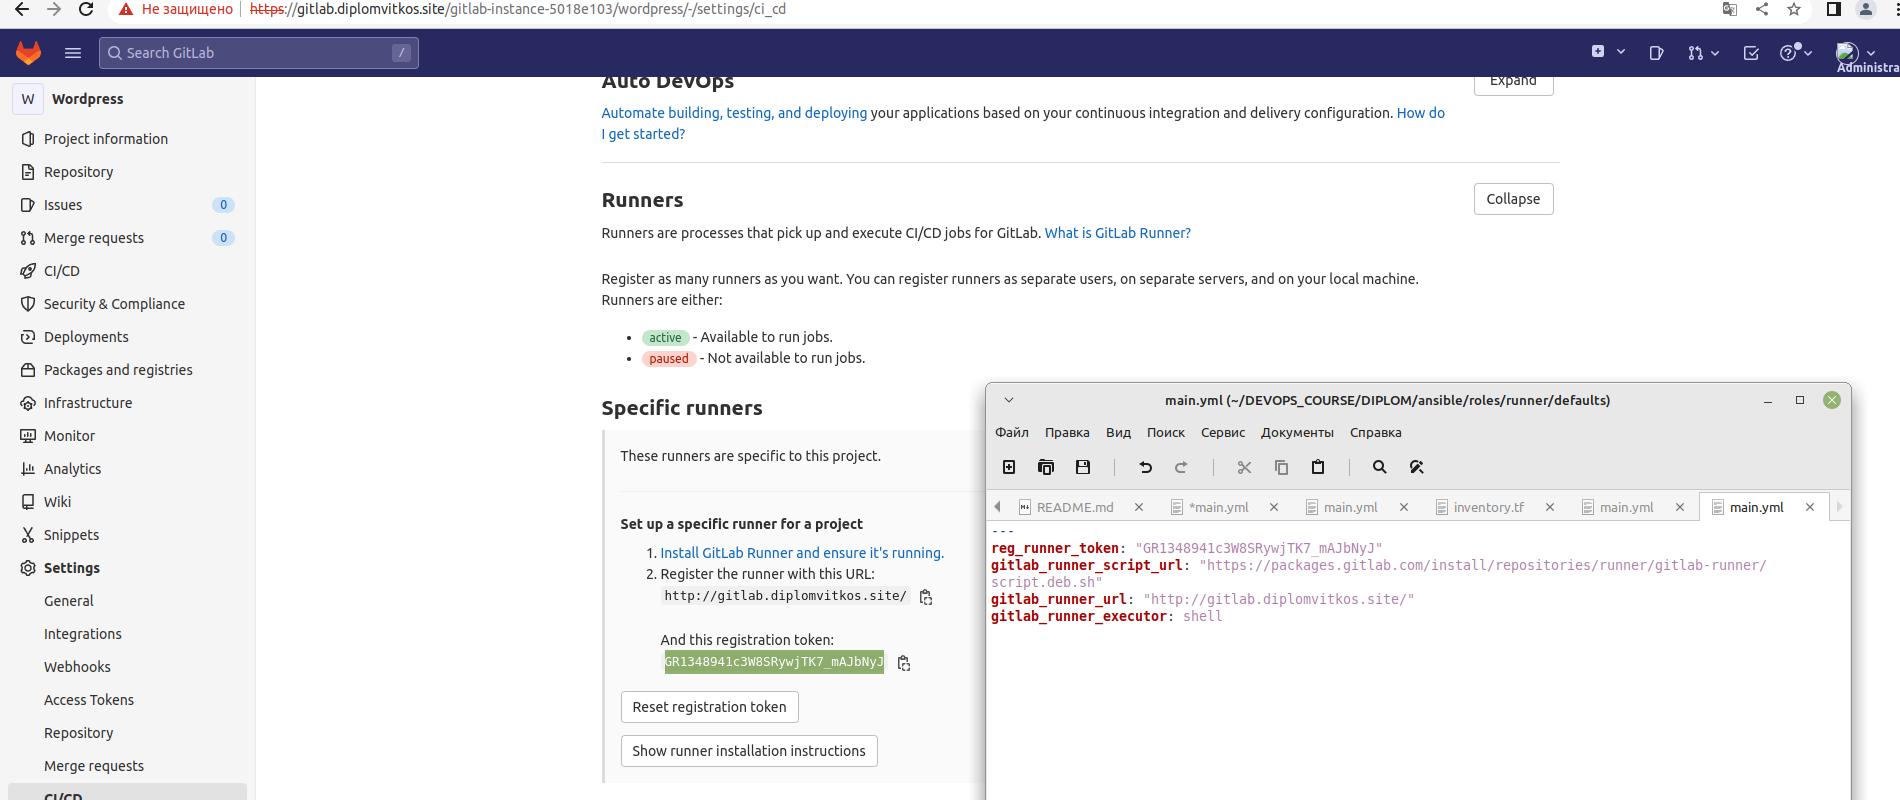 Не защищено https://gitlab.diplomvitkos.site/gitlab-instance-5018e103/wordpress/-/settings/ci_cd
Search GitLab /
Administra
W Wordpress
Project information
Repository
Issues 0
Merge requests 0
CI/CD
Security & Compliance
Deployments
Packages and registries
Infrastructure
Monitor
Analytics
Wiki
Snippets
Settings
General
Integrations
Webhooks
Access Tokens
Repository
Merge requests
CI/CD
Auto DevOps
Expand
Automate building, testing, and deploying your applications based on your continuous integration and delivery configuration. How do
I get started?
Runners
Collapse
Runners are processes that pick up and execute CI/CD jobs for GitLab. What is GitLab Runner?
Register as many runners as you want. You can register runners as separate users, on separate servers, and on your local machine.
Runners are either:
• active - Available to run jobs.
• paused - Not available to run jobs.
Specific runners
These runners are specific to this project.
Set up a specific runner for a project
1. Install GitLab Runner and ensure it's running.
2. Register the runner with this URL:
http://gitlab.diplomvitkos.site/
And this registration token:
GR1348941c3W8SRywjTK7_mAJbNyJ
Reset registration token
Show runner installation instructions
main.yml (~/DEVOPS_COURSE/DIPLOM/ansible/roles/runner/defaults)
Файл Правка Вид Поиск Сервис Документы Справка
README.md *main.yml main.yml inventory.tf main.yml main.yml
---
reg_runner_token: "GR1348941c3W8SRywjTK7_mAJbNyJ"
gitlab_runner_script_url: "https://packages.gitlab.com/install/repositories/runner/gitlab-runner/
script.deb.sh"
gitlab_runner_url: "http://gitlab.diplomvitkos.site/"
gitlab_runner_executor: shell